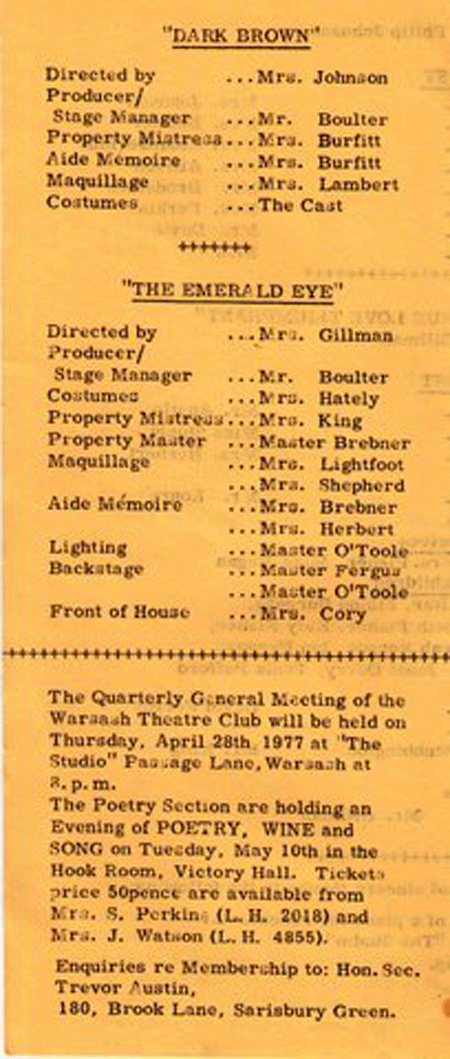 "DARK BROWN"
Directed by ...Mrs. Johnson
Producer/
Stage Manager ...Mr. Boulter
Property Mistress...Mrs. Burfitt
Aide Memoire ...Mrs. Burfitt
Maquillage ...Mrs. Lambert
Costumes ...The Cast
+++++++
"THE EMERALD EYE"
Directed by ...Mrs. Gillman
Producer/
Stage Manager ...Mr. Boulter
Costumes ...Mrs. Hately
Property Mistress...Mrs. King
Property Master ...Master Brebner
Maquillage ...Mrs. Lightfoot
...Mrs. Shepherd
Aide Mémoire ...Mrs. Brebner
...Mrs. Herbert
Lighting ...Master O'Toole
Backstage ...Master Fergus
...Master O'Toole
Front of House ...Mrs. Cory
The Quarterly General Meeting of the
Warsash Theatre Club will be held on
Thursday, April 28th, 1977 at "The
Studio" Passage Lane, Warsash at
8.p.m.
The Poetry Section are holding an
Evening of POETRY, WINE and
SONG on Tuesday, May 10th in the
Hook Room, Victory Hall. Tickets
price 50pence are available from
Mrs. S. Perkins (L.H. 2018) and
Mrs. J. Watson (L.H. 4855).
Enquiries re Membership to: Hon. Sec.
Trevor Austin,
180, Brook Lane, Sarisbury Green.